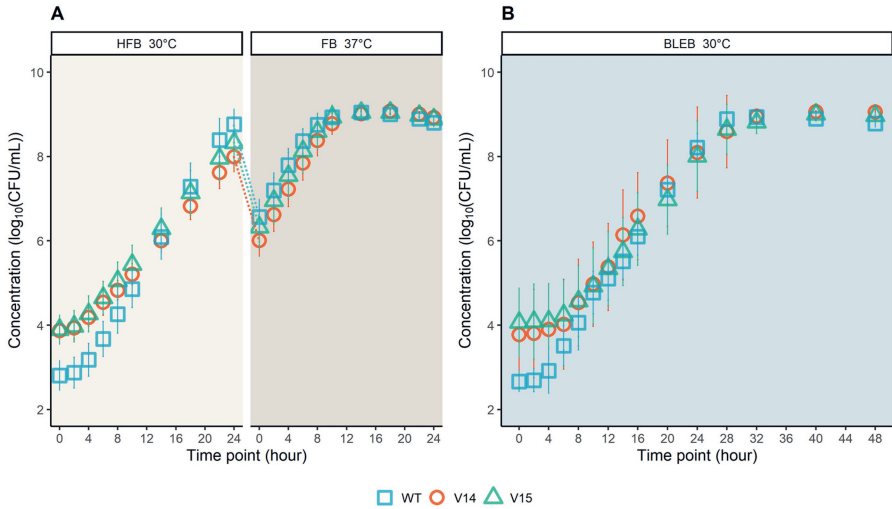 A
B
HFB 30°C
FB 37°C
BLEB 30°C
Concentration (log10(CFU/mL))
10
8
6
4
2
0 4 8 12 16 20 24
0 4 8 12 16 20 24
Time point (hour)
Concentration (log10(CFU/mL))
10
8
6
4
2
0 4 8 12 16 20 24 28 32 36 40 44 48
Time point (hour)
WT V14 V15